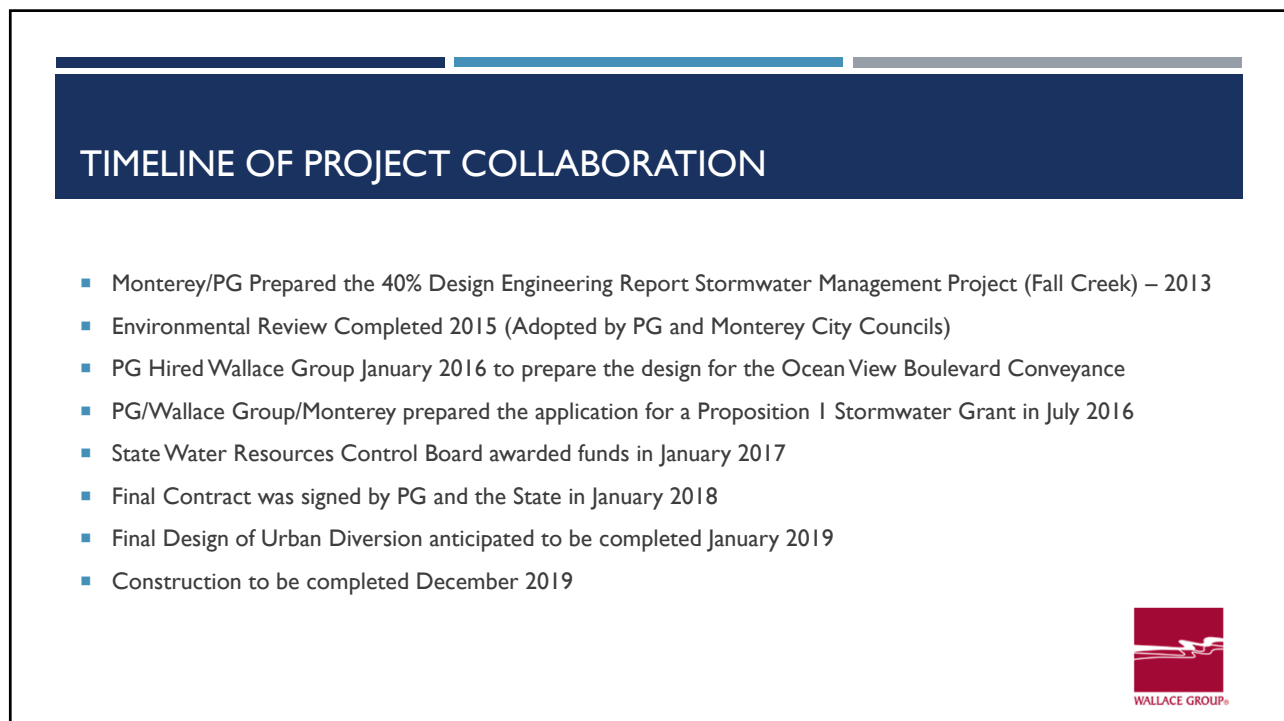 TIMELINE OF PROJECT COLLABORATION
▪ Monterey/PG Prepared the 40% Design Engineering Report Stormwater Management Project (Fall Creek) – 2013
▪ Environmental Review Completed 2015 (Adopted by PG and Monterey City Councils)
▪ PG Hired Wallace Group January 2016 to prepare the design for the Ocean View Boulevard Conveyance
▪ PG/Wallace Group/Monterey prepared the application for a Proposition 1 Stormwater Grant in July 2016
▪ State Water Resources Control Board awarded funds in January 2017
▪ Final Contract was signed by PG and the State in January 2018
▪ Final Design of Urban Diversion anticipated to be completed January 2019
▪ Construction to be completed December 2019
WALLACE GROUP®